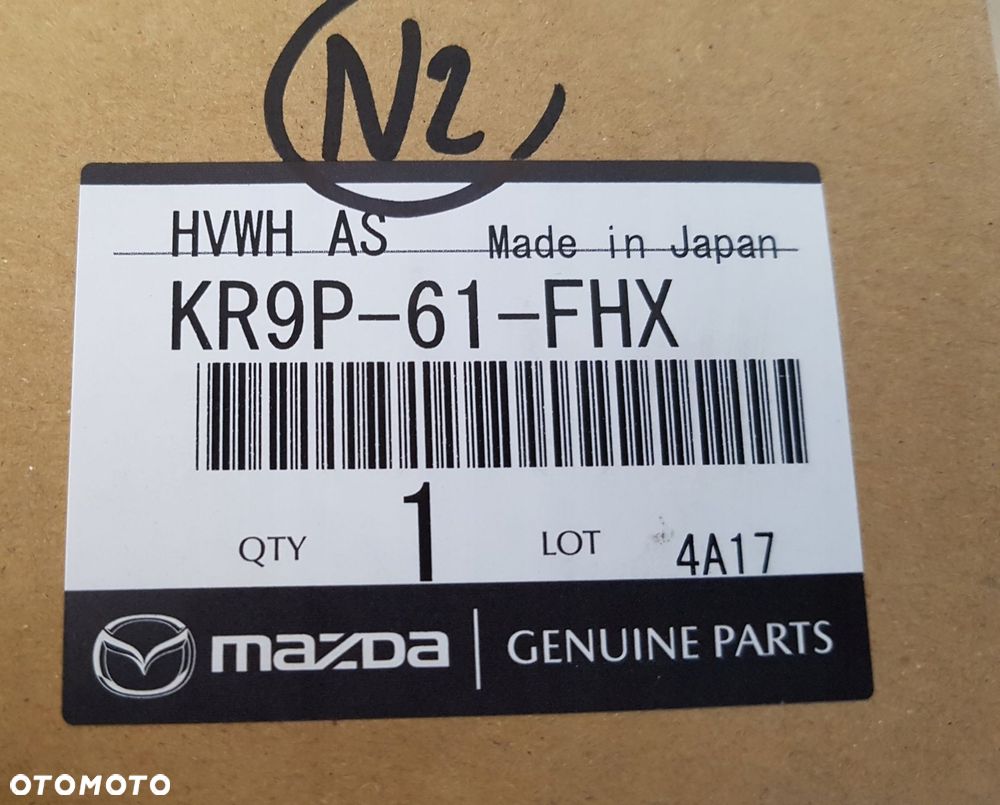 N2
HVWH AS Made in Japan
KR9P-61-FHX
QTY 1 LOT 4A17
mazda GENUINE PARTS
OTOMOTO